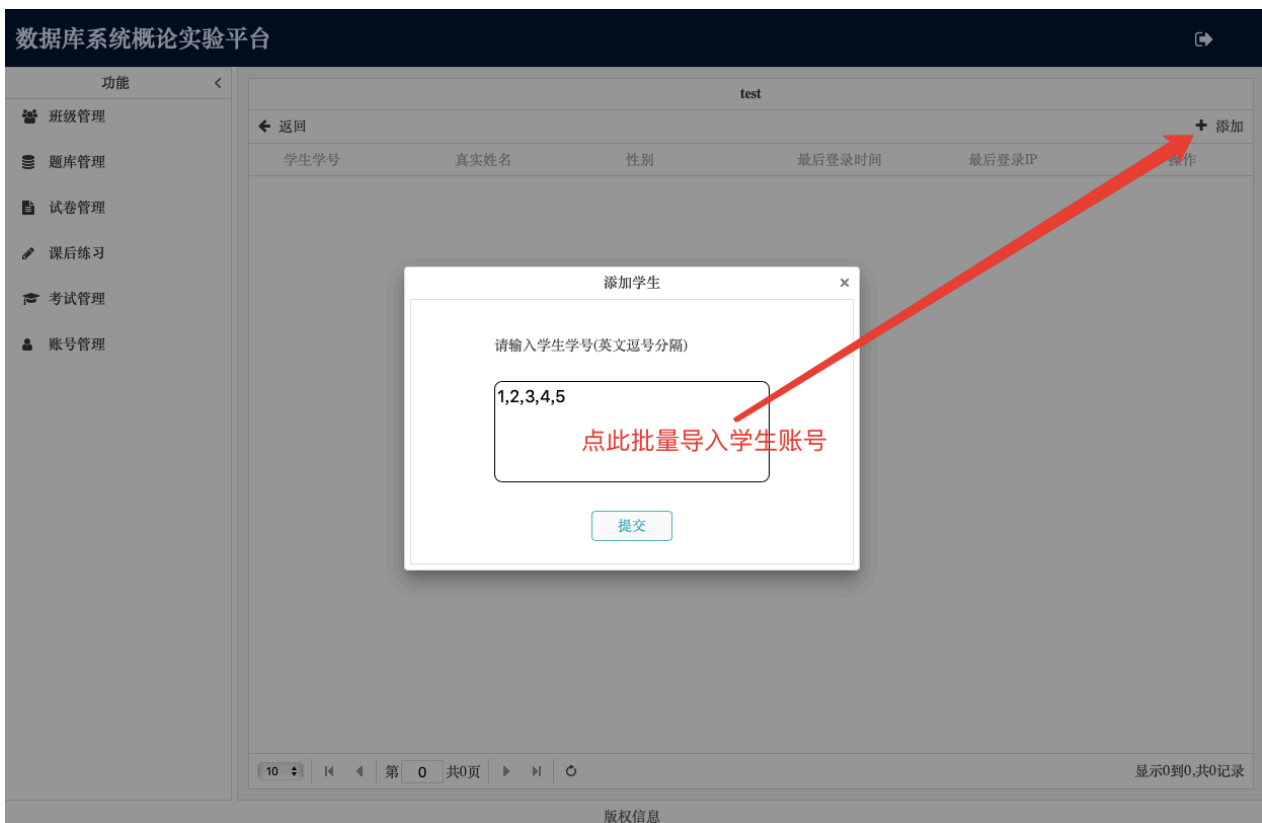 数据库系统概论实验平台
功能
班级管理
题库管理
试卷管理
课后练习
考试管理
账号管理
test
返回
添加
学生学号 真实姓名 性别 最后登录时间 最后登录IP 操作
添加学生
请输入学生学号(英文逗号分隔)
1,2,3,4,5
点此批量导入学生账号
提交
10 第 0 共0页 显示0到0,共0记录
版权信息